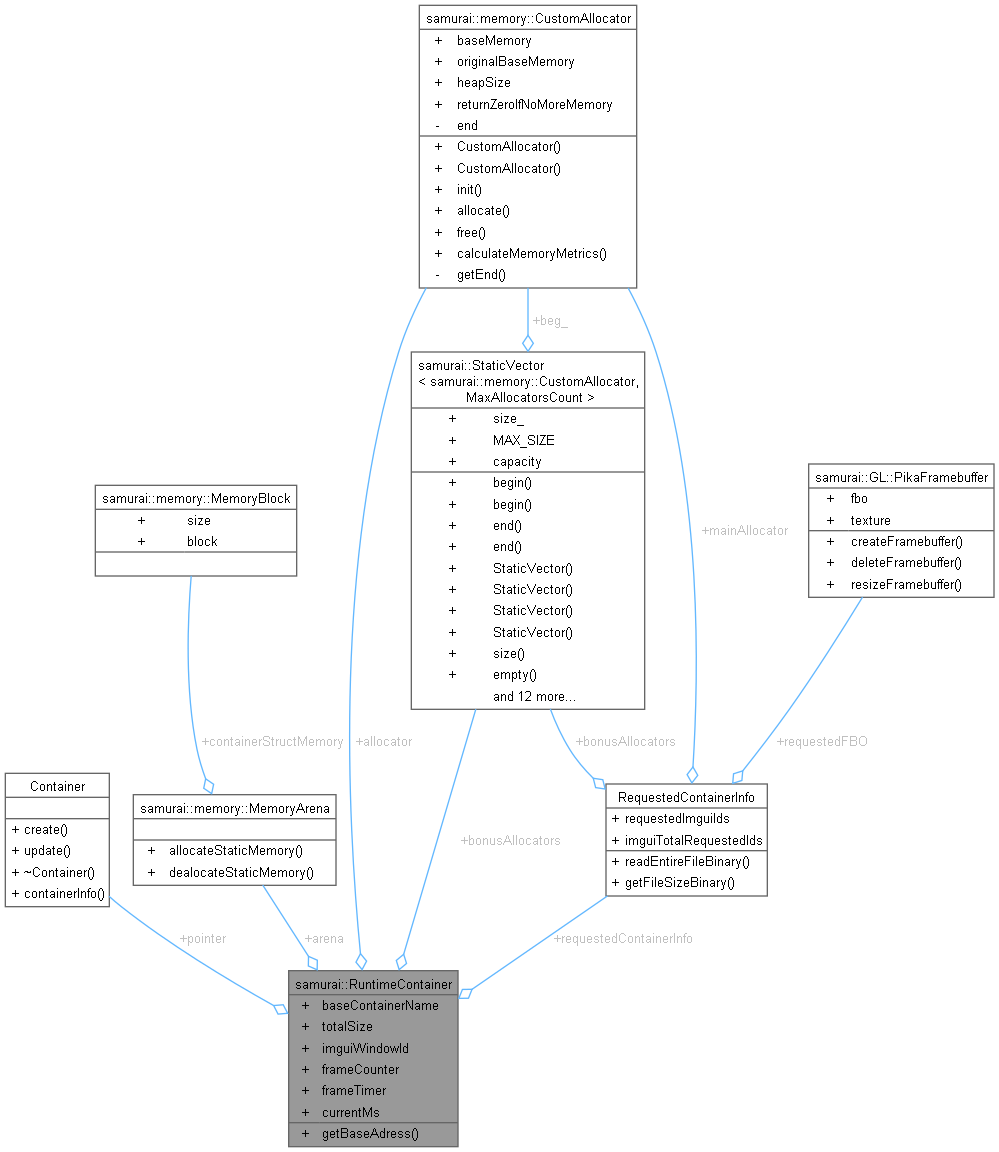 samurai::memory::CustomAllocator
+ baseMemory
+ originalBaseMemory
+ heapSize
+ returnZeroIfNoMoreMemory
- end
+ CustomAllocator()
+ CustomAllocator()
+ init()
+ allocate()
+ free()
+ calculateMemoryMetrics()
- getEnd()
+beg_
samurai::StaticVector
< samurai::memory::CustomAllocator,
MaxAllocatorsCount >
+ size_
+ MAX_SIZE
+ capacity
+ begin()
+ begin()
+ end()
+ end()
+ StaticVector()
+ StaticVector()
+ StaticVector()
+ StaticVector()
+ size()
+ empty()
and 12 more...
+mainAllocator
samurai::GL::PikaFramebuffer
+ fbo
+ texture
+ createFramebuffer()
+ deleteFramebuffer()
+ resizeFramebuffer()
samurai::memory::MemoryBlock
+ size
+ block
+containerStructMemory
+allocator
+bonusAllocators
+requestedFBO
Container
+ create()
+ update()
+ ~Container()
+ containerInfo()
samurai::memory::MemoryArena
+ allocateStaticMemory()
+ dealocateStaticMemory()
+bonusAllocators
RequestedContainerInfo
+ requestedImguiIds
+ imguiTotalRequestedIds
+ readEntireFileBinary()
+ getFileSizeBinary()
+pointer
+arena
+requestedContainerInfo
samurai::RuntimeContainer
+ baseContainerName
+ totalSize
+ imguiWindowId
+ frameCounter
+ frameTimer
+ currentMs
+ getBaseAdress()